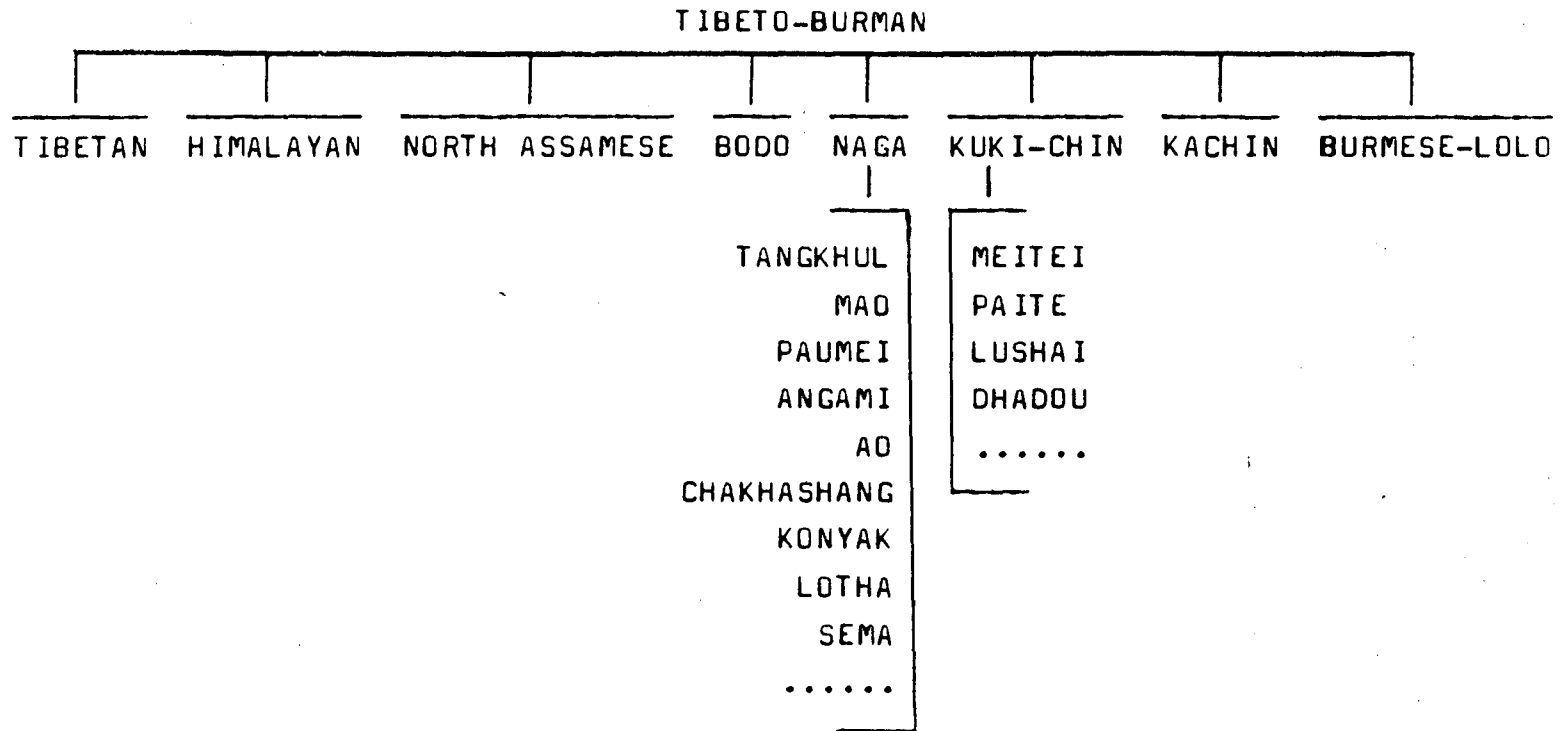 TIBETO-BURMAN
TIBETAN HIMALAYAN NORTH ASSAMESE BODO NAGA KUKI-CHIN KACHIN BURMESE-LOLO
TANGKHUL MEITEI
MAO PAITE
PAUMEI LUSHAI
ANGAMI DHADOU
AO ......
CHAKHASHANG
KONYAK
LOTHA
SEMA
......